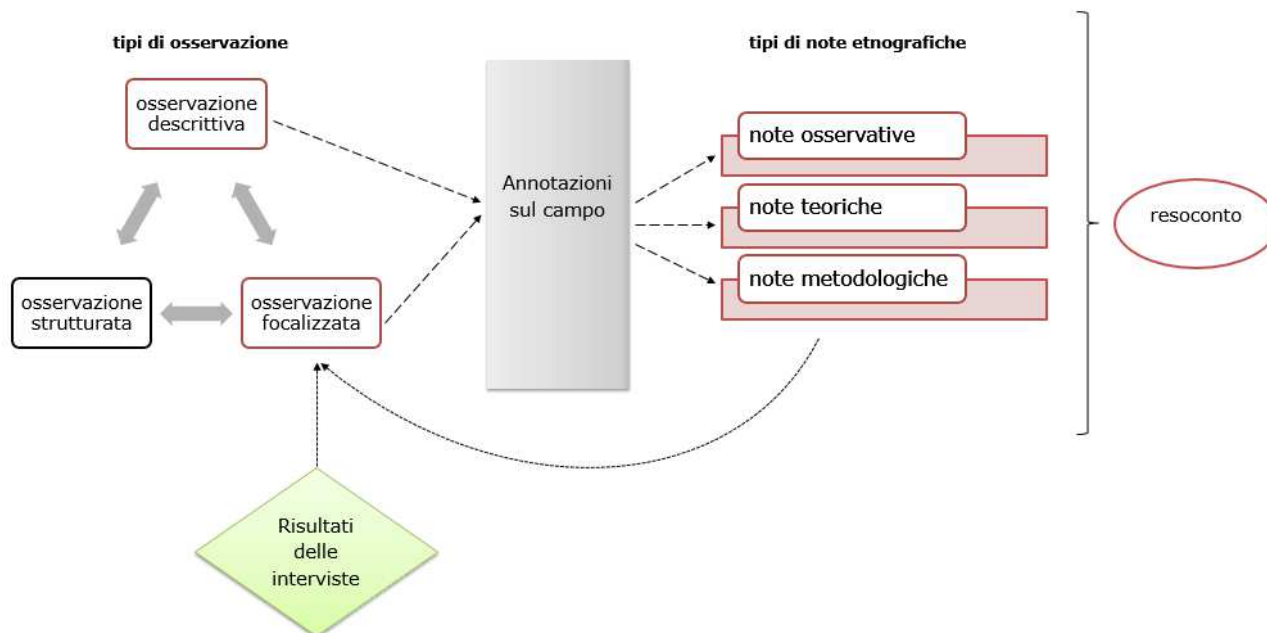 tipi di osservazione
tipi di note etnografiche
osservazione
descrittiva
osservazione
strutturata
osservazione
focalizzata
Annotazioni
sul campo
note osservative
note teoriche
note metodologiche
resoconto
Risultati
delle
interviste